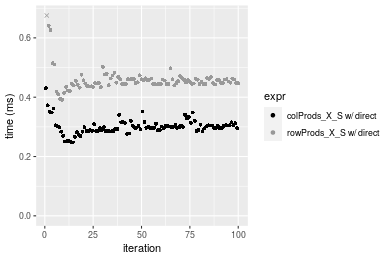 0.6
0.4
0.2
0.0
time (ms)
0
25
50
75
100
iteration
expr
colProds_X_S w/ direct
rowProds_X_S w/ direct